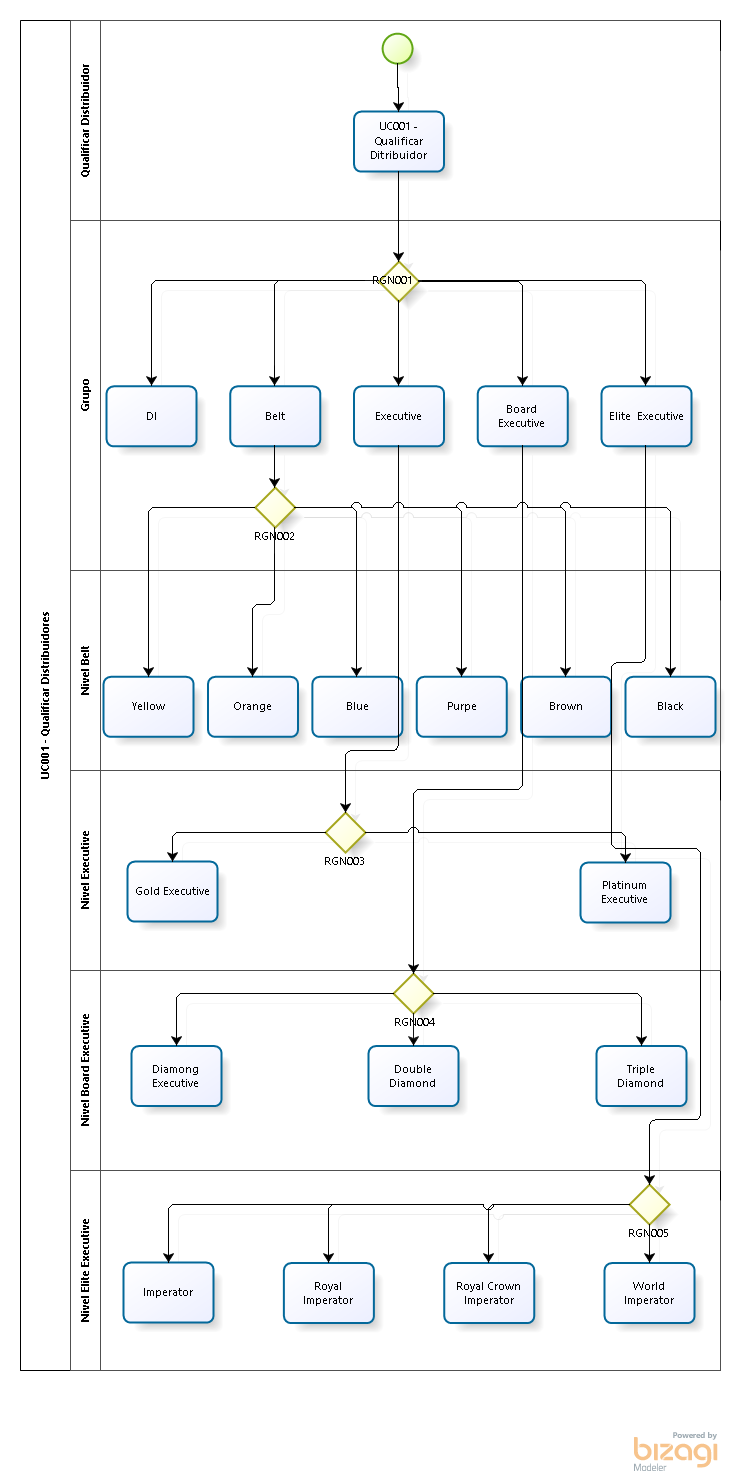 UC001 - Qualificar Distribuidores
Qualificar Distribuidor
UC001 -
Qualificar
Ditribuidor
Grupo
RGN001
DI
Belt
Executive
Board
Executive
Elite Executive
RGN002
Nivel Belt
Yellow
Orange
Blue
Purpe
Brown
Black
Nivel Executive
RGN003
Gold Executive
Platinum
Executive
Nivel Board Executive
RGN004
Diamong
Executive
Double
Diamond
Triple
Diamond
Nivel Elite Executive
RGN005
Imperator
Royal
Imperator
Royal Crown
Imperator
World
Imperator
Powered by
bizagi
Modeler